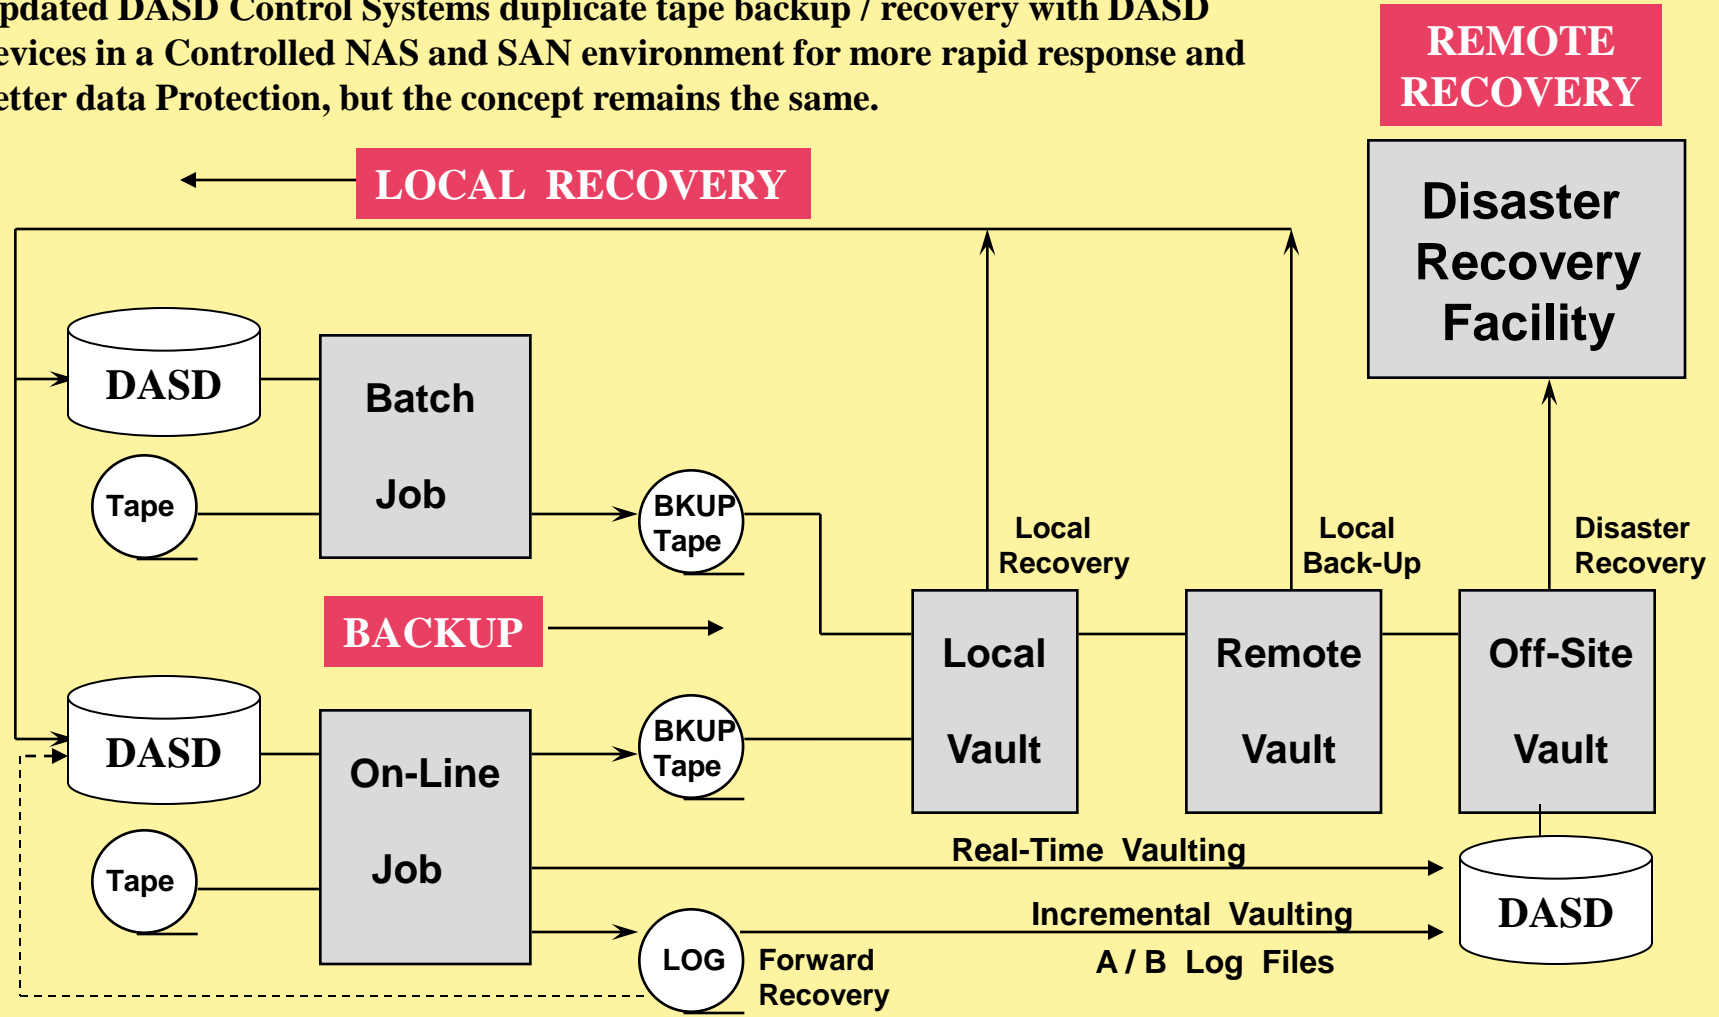 pdated DASD Control Systems duplicate tape backup / recovery with DASD
evices in a Controlled NAS and SAN environment for more rapid response and
etter data Protection, but the concept remains the same.
REMOTE
RECOVERY
LOCAL RECOVERY
Disaster
Recovery
Facility
DASD
Batch
Job
Tape
BKUP
Tape
Local
Recovery
Local
Back-Up
Disaster
Recovery
BACKUP
Local
Vault
Remote
Vault
Off-Site
Vault
DASD
On-Line
Job
BKUP
Tape
Tape
Real-Time Vaulting
Incremental Vaulting
A / B Log Files
DASD
LOG
Forward
Recovery